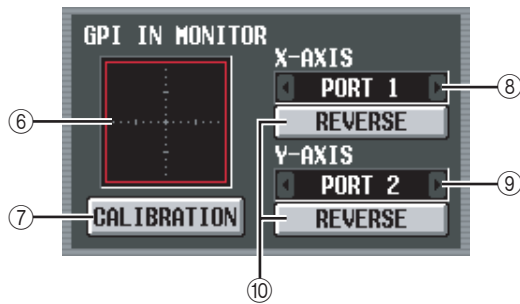 GPI IN MONITOR
X-AXIS
PORT 1
REVERSE
Y-AXIS
PORT 2
REVERSE
CALIBRATION
⑥
⑦
⑧
⑨
⑩